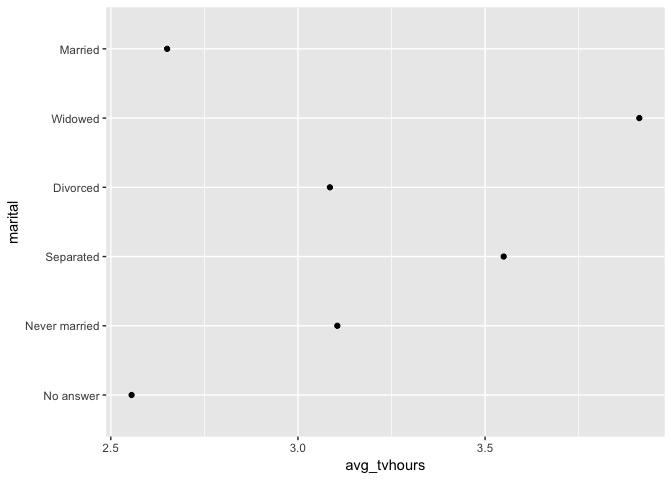 Married
Widowed
Divorced
Separated
Never married
No answer
marital
2.5 3.0 3.5
avg_tvhours